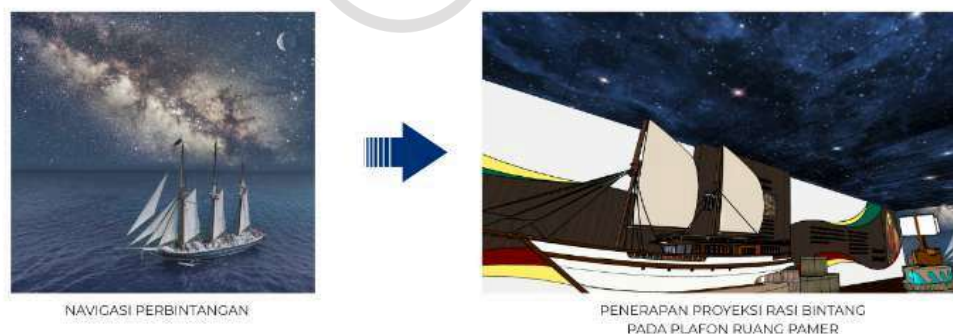 NAVIGASI PERBINTANGAN
PENERAPAN PROYEKSI RASI BINTANG
PADA PLAFON RUANG PAMER